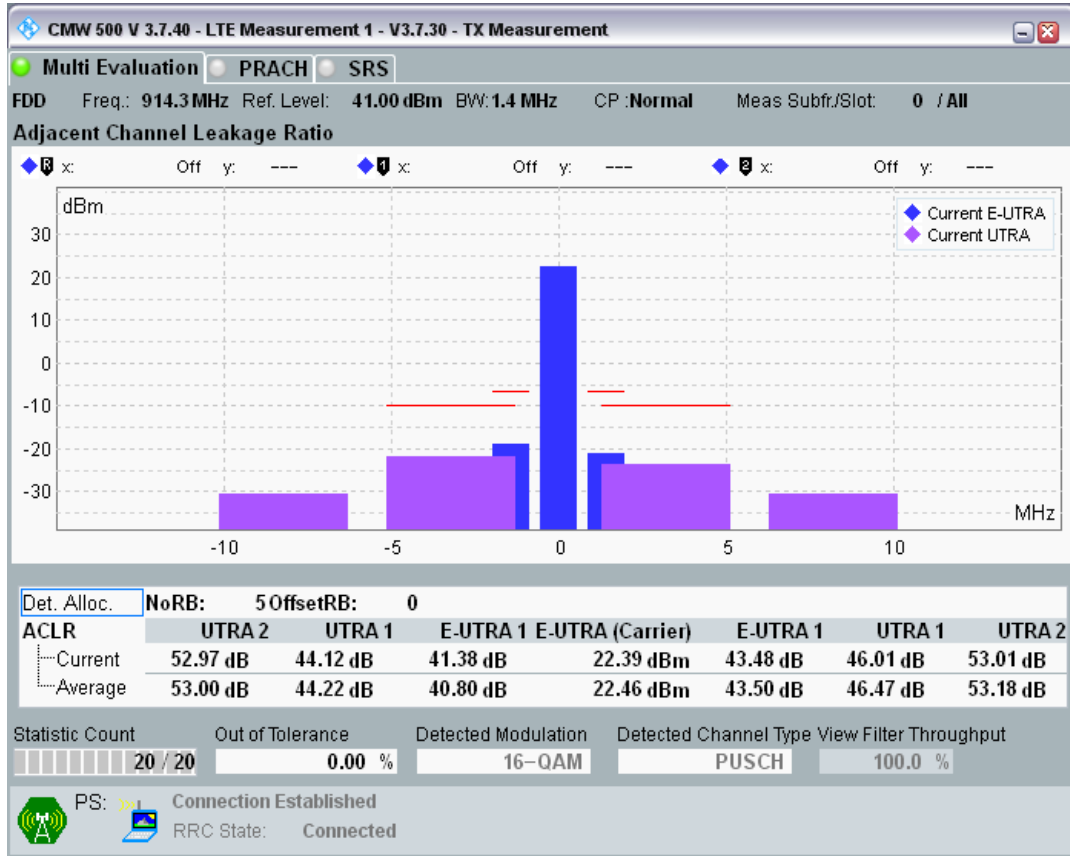 CMW 500 V 3.7.40 - LTE Measurement 1 - V3.7.30 - TX Measurement
Multi Evaluation PRACH SRS
FDD Freq.: 914.3 MHz Ref. Level: 41.00 dBm BW: 1.4 MHz CP :Normal Meas Subfr./Slot: 0 / All
Adjacent Channel Leakage Ratio
R x: Off y: --- 1 x: Off y: --- 2 x: Off y: ---
dBm
Current E-UTRA
Current UTRA
30
20
10
0
-10
-20
-30
MHz
-10 -5 0 5 10
Det. Alloc. NoRB: 5 OffsetRB: 0
ACLR UTRA 2 UTRA 1 E-UTRA 1 E-UTRA (Carrier) E-UTRA 1 UTRA 1 UTRA 2
Current 52.97 dB 44.12 dB 41.38 dB 22.39 dBm 43.48 dB 46.01 dB 53.01 dB
Average 53.00 dB 44.22 dB 40.80 dB 22.46 dBm 43.50 dB 46.47 dB 53.18 dB
Statistic Count Out of Tolerance Detected Modulation Detected Channel Type View Filter Throughput
20 / 20 0.00 % 16-QAM PUSCH 100.0 %
PS: Connection Established
RRC State: Connected